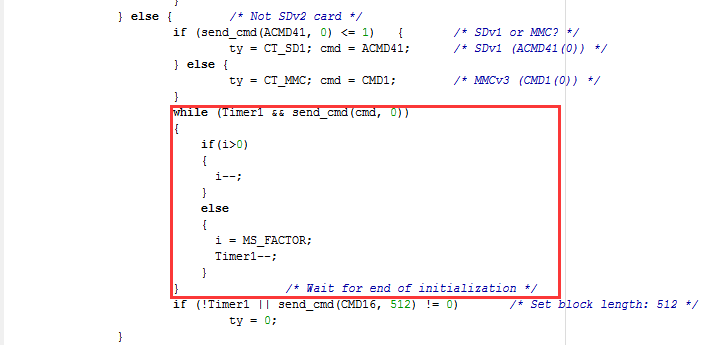 }
} else {        /* Not SDv2 card */
if (send_cmd(ACMD41, 0) <= 1)   {       /* SDv1 or MMC? */
ty = CT_SD1; cmd = ACMD41;      /* SDv1 (ACMD41(0)) */
} else {
ty = CT_MMC; cmd = CMD1;        /* MMCv3 (CMD1(0)) */
}
while (Timer1 && send_cmd(cmd, 0))
{
if(i>0)
{
i--;
}
else
{
i = MS_FACTOR;
Timer1--;
}
}               /* Wait for end of initialization */
if (!Timer1 || send_cmd(CMD16, 512) != 0)       /* Set block length: 512 */
ty = 0;
}